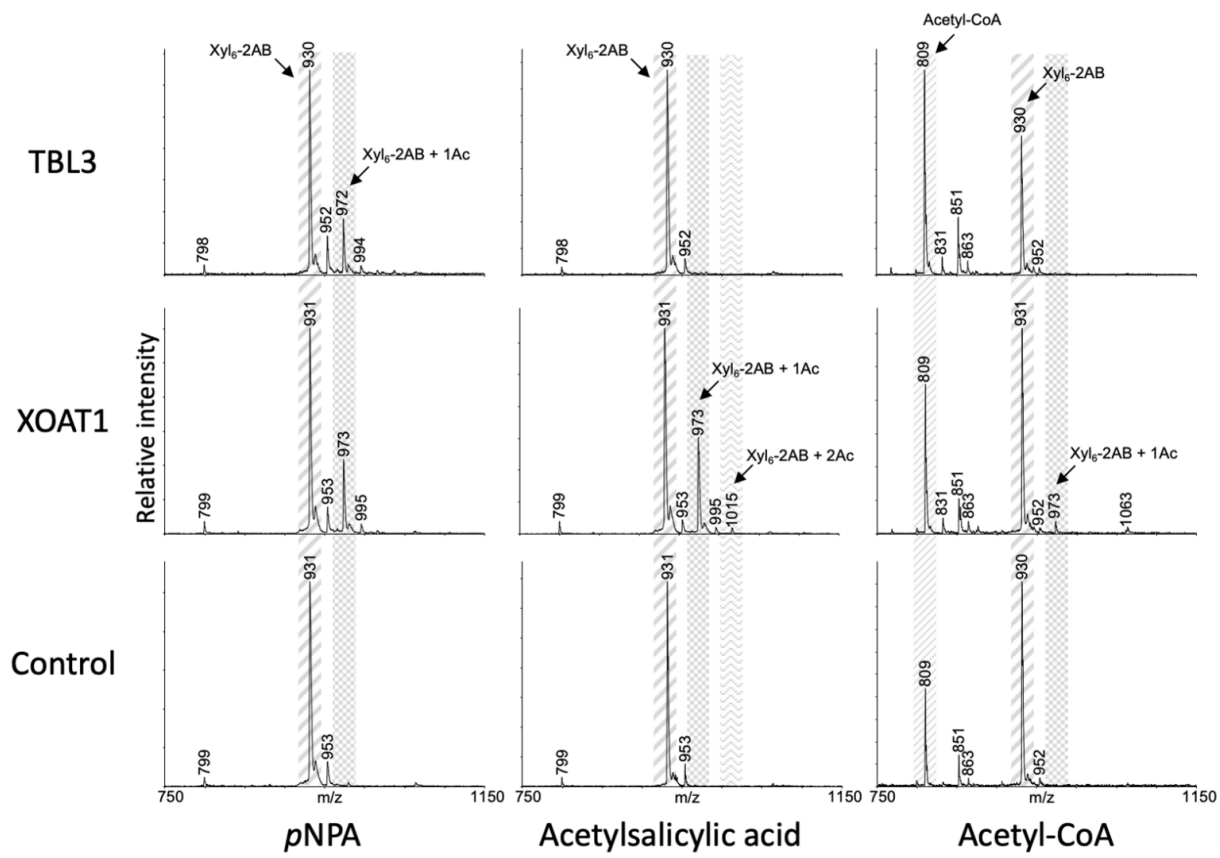 TBL3
Xyl6-2AB
930
Xyl6-2AB + 1Ac
798
952
972
994
Xyl6-2AB
930
798
952
Acetyl-CoA
809
Xyl6-2AB
930
831
851
863
952
XOAT1
Relative intensity
931
799
953
973
995
931
Xyl6-2AB + 1Ac
973
Xyl6-2AB + 2Ac
799
953
995
1015
931
809
Xyl6-2AB + 1Ac
831
851
863
952
973
1063
Control
931
799
953
931
799
953
930
809
851
863
952
750 m/z 1150
750 m/z 1150
750 m/z 1150
pNPA
Acetylsalicylic acid
Acetyl-CoA